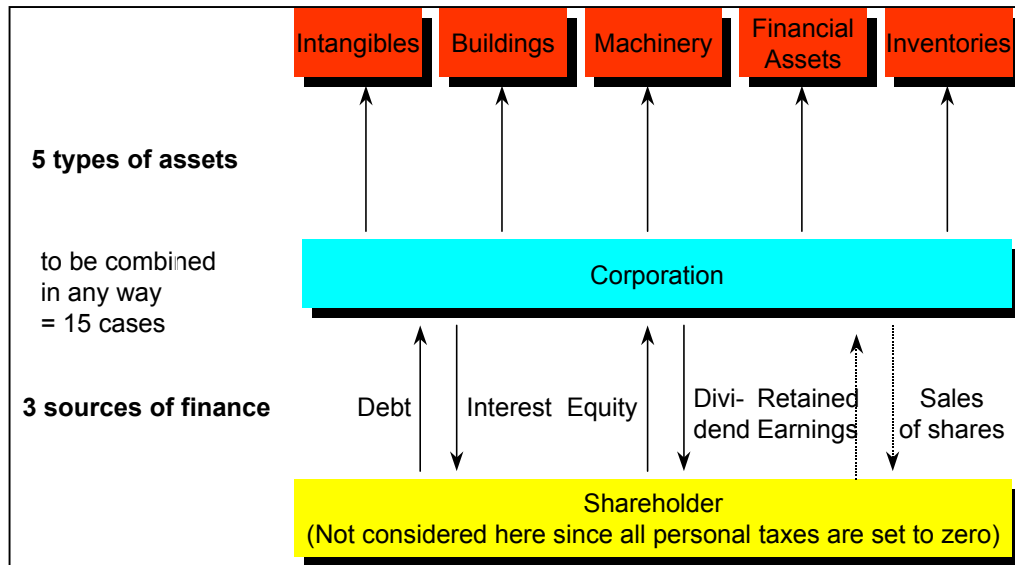 Intangibles
Buildings
Machinery
Financial
Assets
Inventories
5 types of assets
to be combined
in any way
= 15 cases
Corporation
3 sources of finance
Debt
Interest
Equity
Divi-
dend
Retained
Earnings
Sales
of shares
Shareholder
(Not considered here since all personal taxes are set to zero)